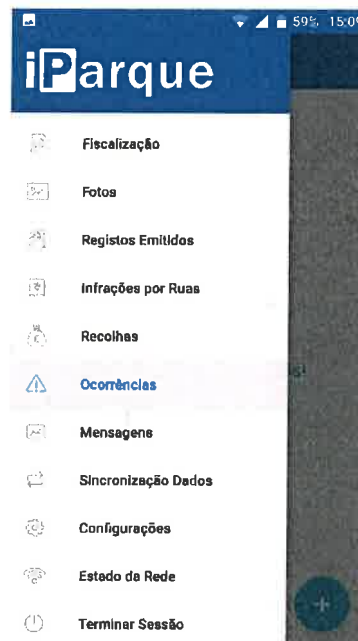 59% 15:09
iParque
Fiscalização
Fotos
Registos Emitidos
Infrações por Ruas
Recolhas
Ocorrências
Mensagens
Sincronização Dados
Configurações
Estado da Rede
Terminar Sessão